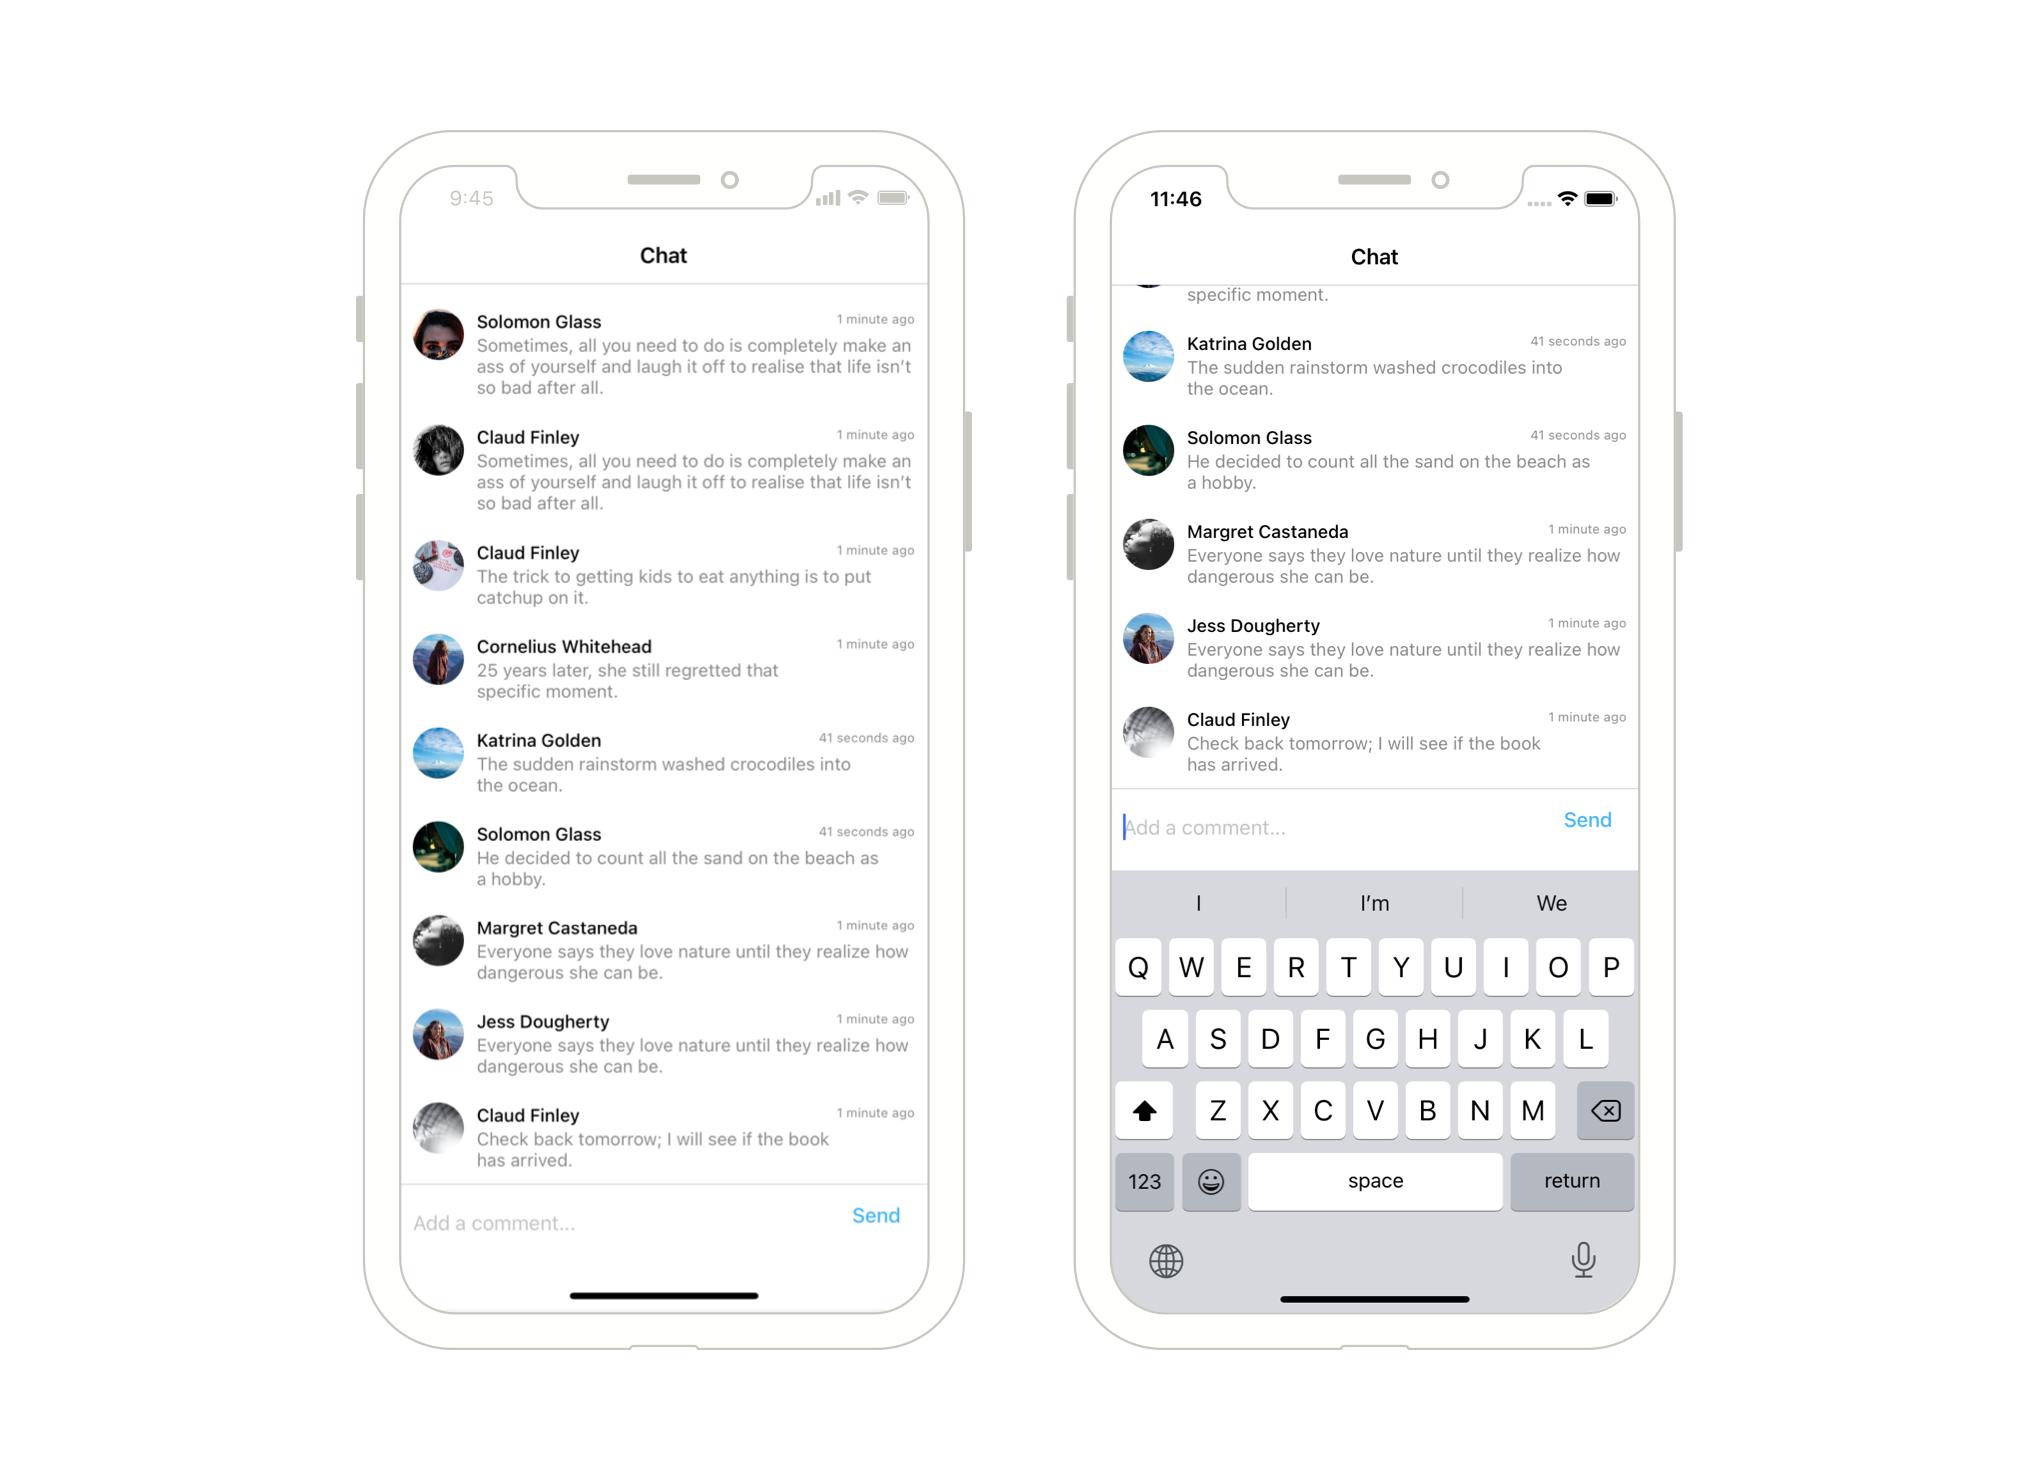 9:45
Chat
Solomon Glass
1 minute ago
Sometimes, all you need to do is completely make an
ass of yourself and laugh it off to realise that life isn't
so bad after all.
Claud Finley
1 minute ago
Sometimes, all you need to do is completely make an
ass of yourself and laugh it off to realise that life isn't
so bad after all.
Claud Finley
1 minute ago
The trick to getting kids to eat anything is to put
catchup on it.
Cornelius Whitehead
1 minute ago
25 years later, she still regretted that
specific moment.
Katrina Golden
41 seconds ago
The sudden rainstorm washed crocodiles into
the ocean.
Solomon Glass
41 seconds ago
He decided to count all the sand on the beach as
a hobby.
Margret Castaneda
1 minute ago
Everyone says they love nature until they realize how
dangerous she can be.
Jess Dougherty
1 minute ago
Everyone says they love nature until they realize how
dangerous she can be.
Claud Finley
1 minute ago
Check back tomorrow; I will see if the book
has arrived.
Add a comment...
Send
11:46
Chat
specific moment.
Katrina Golden
41 seconds ago
The sudden rainstorm washed crocodiles into
the ocean.
Solomon Glass
41 seconds ago
He decided to count all the sand on the beach as
a hobby.
Margret Castaneda
1 minute ago
Everyone says they love nature until they realize how
dangerous she can be.
Jess Dougherty
1 minute ago
Everyone says they love nature until they realize how
dangerous she can be.
Claud Finley
1 minute ago
Check back tomorrow; I will see if the book
has arrived.
Add a comment...
Send
I I'm We
Q W E R T Y U I O P
A S D F G H J K L
Z X C V B N M
123 space return